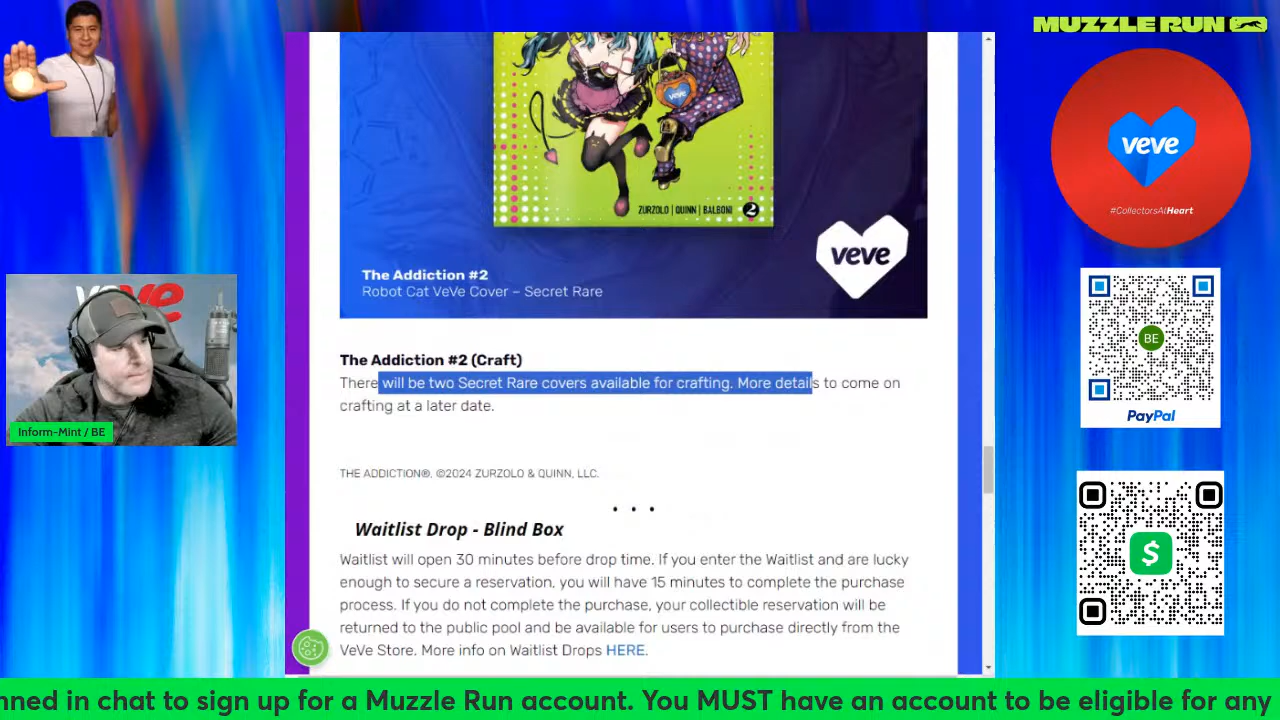 MUZZLE RUN
veve
#CollectorsAtHeart
veve
ZURZOLO | QUINN | BALBONI 2
veve
The Addiction #2
Robot Cat VeVe Cover – Secret Rare
The Addiction #2 (Craft)
There will be two Secret Rare covers available for crafting. More details to come on
crafting at a later date.
THE ADDICTION®, ©2024 ZURZOLO & QUINN, LLC.
• • •
Waitlist Drop - Blind Box
Waitlist will open 30 minutes before drop time. If you enter the Waitlist and are lucky
enough to secure a reservation, you will have 15 minutes to complete the purchase
process. If you do not complete the purchase, your collectible reservation will be
returned to the public pool and be available for users to purchase directly from the
VeVe Store. More info on Waitlist Drops HERE.
Inform-Mint / BE
BE
PayPal
$
nned in chat to sign up for a Muzzle Run account. You MUST have an account to be eligible for any